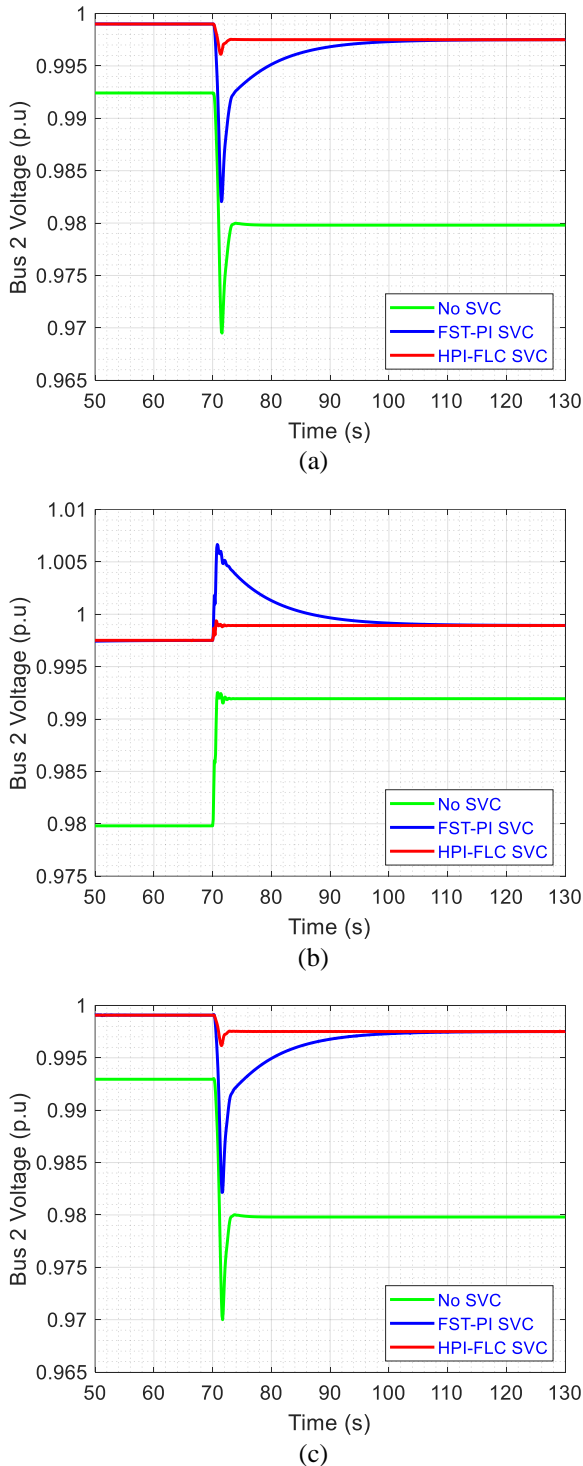 1
0.995
0.99
0.985
0.98
0.975
0.97
0.965
Bus 2 Voltage (p.u)
No SVC
FST-PI SVC
HPI-FLC SVC
50 60 70 80 90 100 110 120 130
Time (s)
(a)
1.01
1.005
1
0.995
0.99
0.985
0.98
0.975
Bus 2 Voltage (p.u)
No SVC
FST-PI SVC
HPI-FLC SVC
50 60 70 80 90 100 110 120 130
Time (s)
(b)
1
0.995
0.99
0.985
0.98
0.975
0.97
0.965
Bus 2 Voltage (p.u)
No SVC
FST-PI SVC
HPI-FLC SVC
50 60 70 80 90 100 110 120 130
Time (s)
(c)